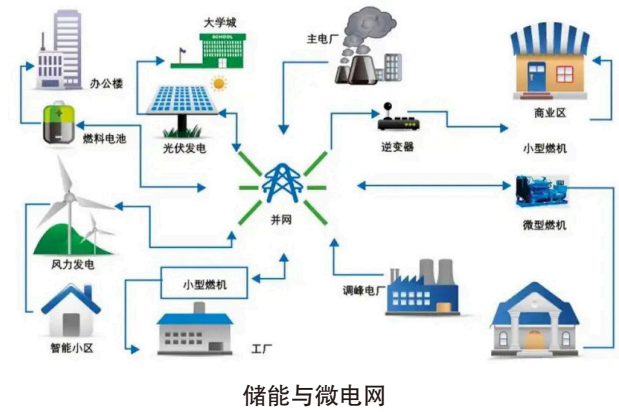 大学城
SCHOOL
主电厂
办公楼
商业区
燃料电池
光伏发电
逆变器
小型燃机
并网
微型燃机
风力发电
小型燃机
调峰电厂
智能小区
工厂
储能与微电网